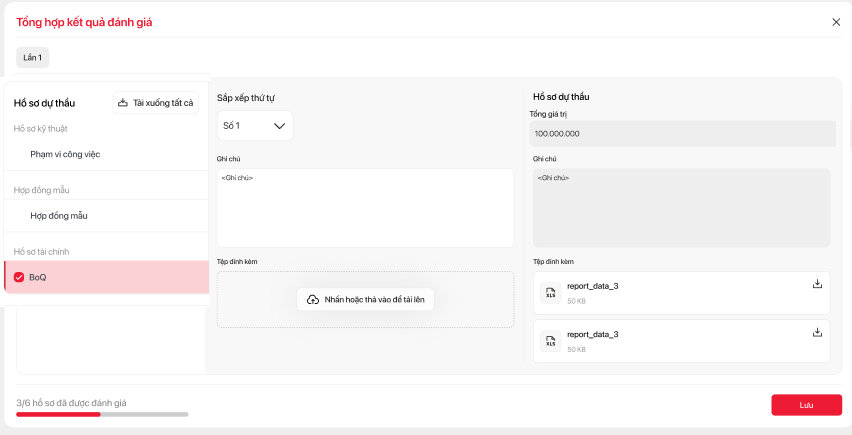 Tổng hợp kết quả đánh giá
Lần 1
Hồ sơ dự thầu
Tải xuống tất cả
Hồ sơ kỹ thuật
Phạm vi công việc
Hợp đồng mẫu
Hợp đồng mẫu
Hồ sơ tài chính
BoQ
Sắp xếp thứ tự
Số 1
Ghi chú
<Ghi chú>
Tệp đính kèm
Nhấn hoặc thả vào để tải lên
Hồ sơ dự thầu
Tổng giá trị
100.000.000
Ghi chú
<Ghi chú>
Tệp đính kèm
XLS
report_data_3
50 KB
XLS
report_data_3
50 KB
3/6 hồ sơ đã được đánh giá
Lưu